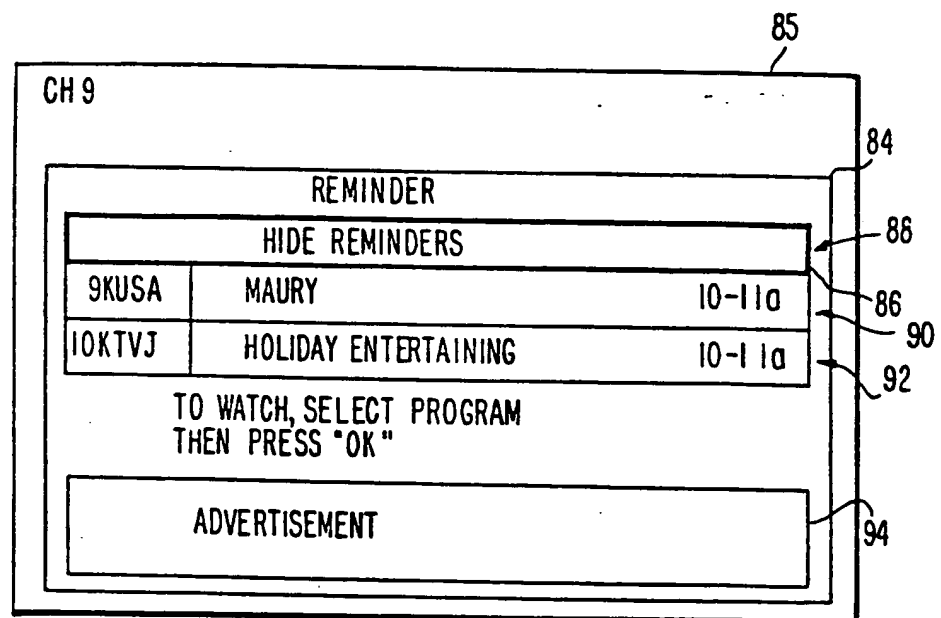 85
CH 9
84
REMINDER
HIDE REMINDERS
86
86
9KUSA MAURY 10-11a
90
10KTVJ HOLIDAY ENTERTAINING 10-11a
92
TO WATCH, SELECT PROGRAM
THEN PRESS "OK"
ADVERTISEMENT
94